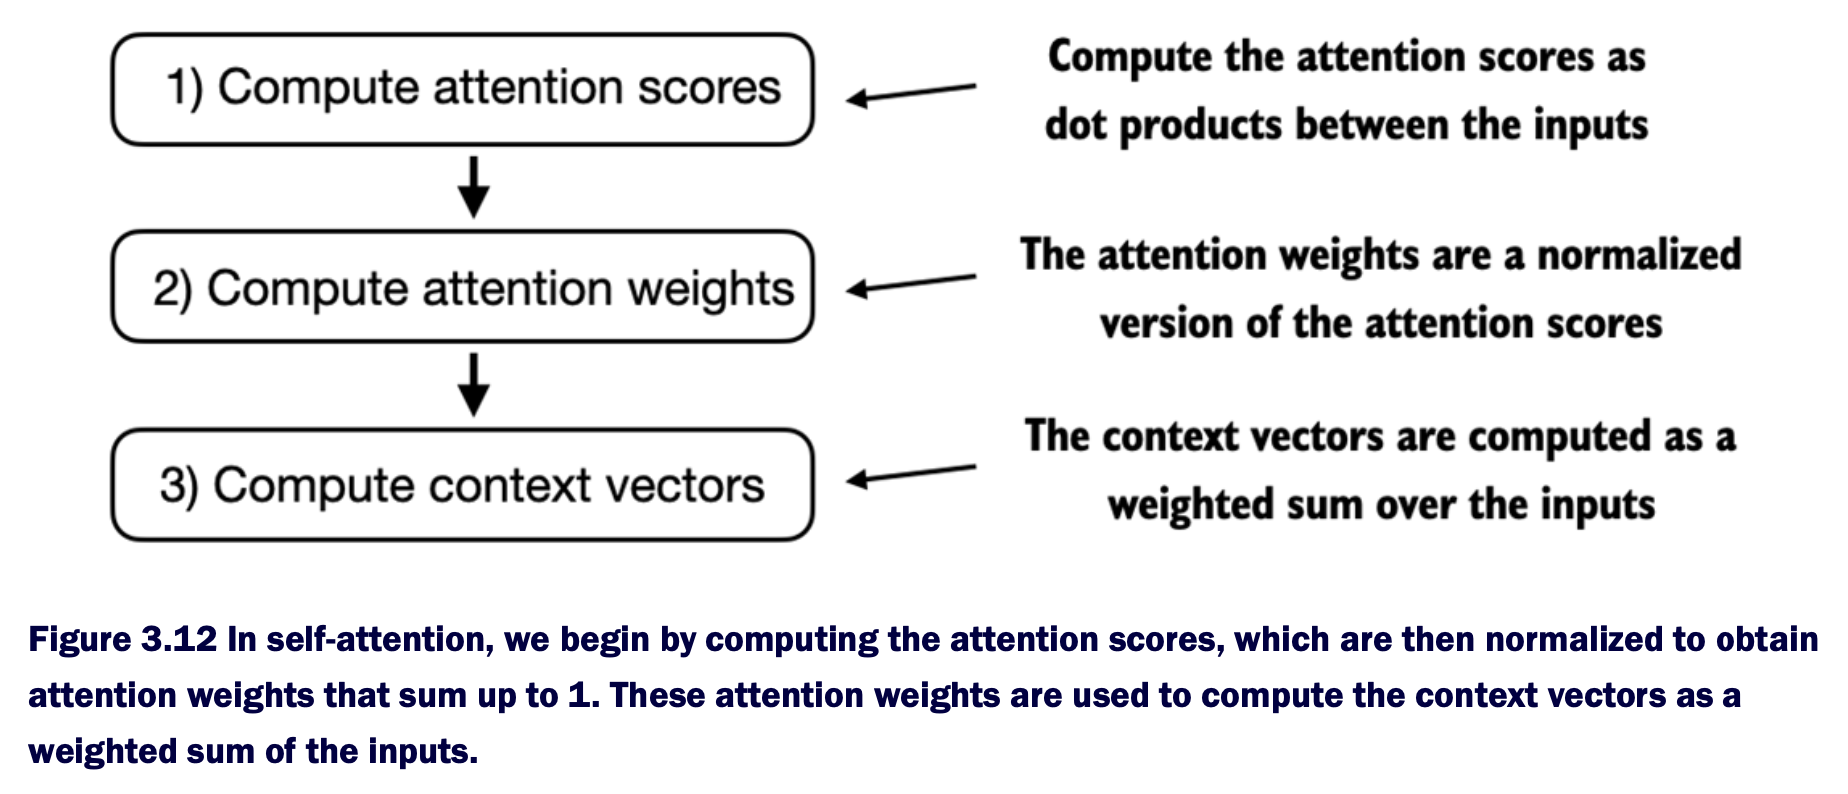 1) Compute attention scores
Compute the attention scores as
dot products between the inputs
2) Compute attention weights
The attention weights are a normalized
version of the attention scores
3) Compute context vectors
The context vectors are computed as a
weighted sum over the inputs
Figure 3.12 In self-attention, we begin by computing the attention scores, which are then normalized to obtain
attention weights that sum up to 1. These attention weights are used to compute the context vectors as a
weighted sum of the inputs.